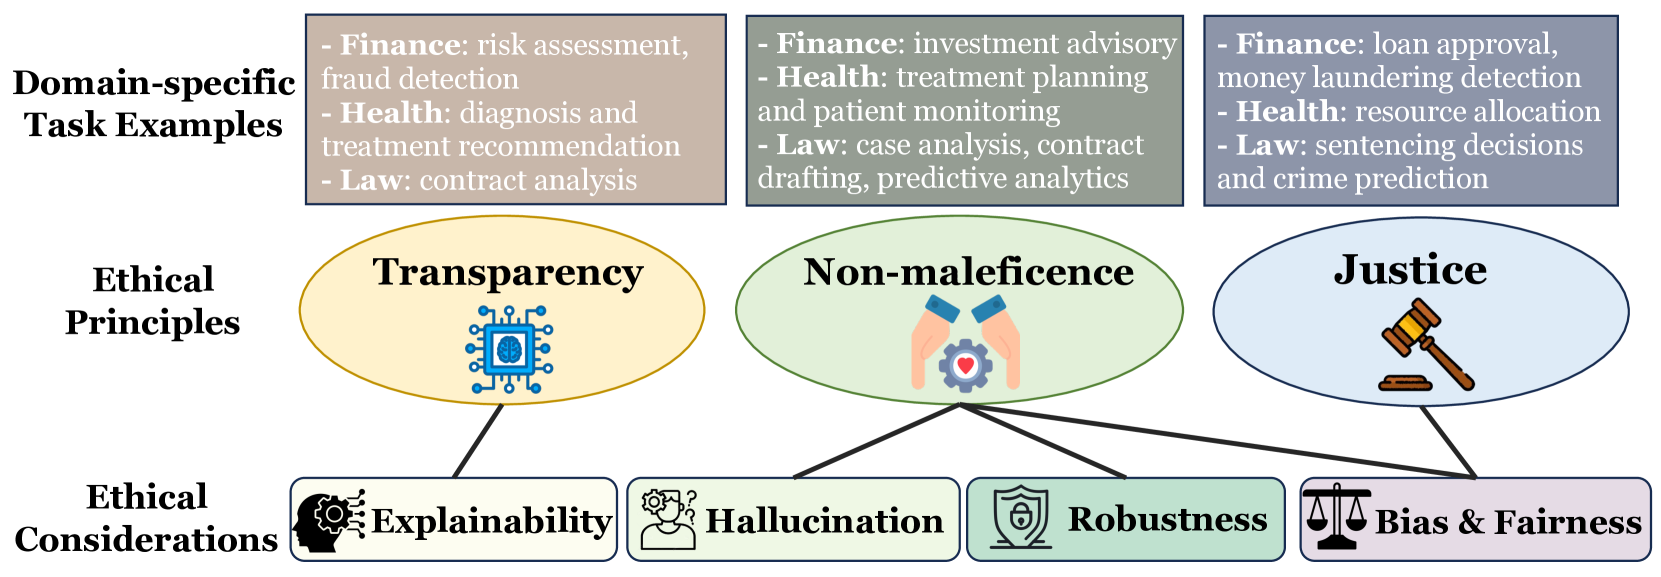 Domain-specific
Task Examples
- Finance: risk assessment,
fraud detection
- Health: diagnosis and
treatment recommendation
- Law: contract analysis
- Finance: investment advisory
- Health: treatment planning
and patient monitoring
- Law: case analysis, contract
drafting, predictive analytics
- Finance: loan approval,
money laundering detection
- Health: resource allocation
- Law: sentencing decisions
and crime prediction
Ethical
Principles
Transparency
Non-maleficence
Justice
Ethical
Considerations
Explainability
Hallucination
Robustness
Bias & Fairness